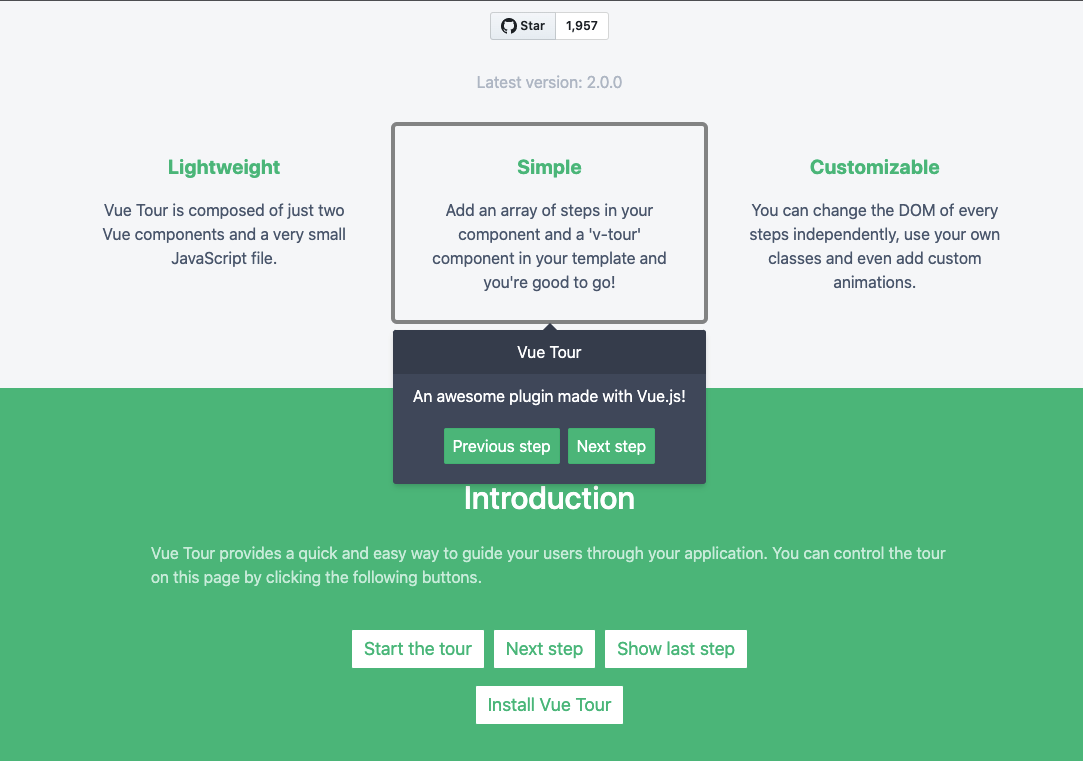 Star 1,957
Latest version: 2.0.0
Lightweight
Vue Tour is composed of just two
Vue components and a very small
JavaScript file.
Simple
Add an array of steps in your
component and a 'v-tour'
component in your template and
you're good to go!
Customizable
You can change the DOM of every
steps independently, use your own
classes and even add custom
animations.
Vue Tour
An awesome plugin made with Vue.js!
Previous step Next step
Introduction
Vue Tour provides a quick and easy way to guide your users through your application. You can control the tour
on this page by clicking the following buttons.
Start the tour Next step Show last step
Install Vue Tour